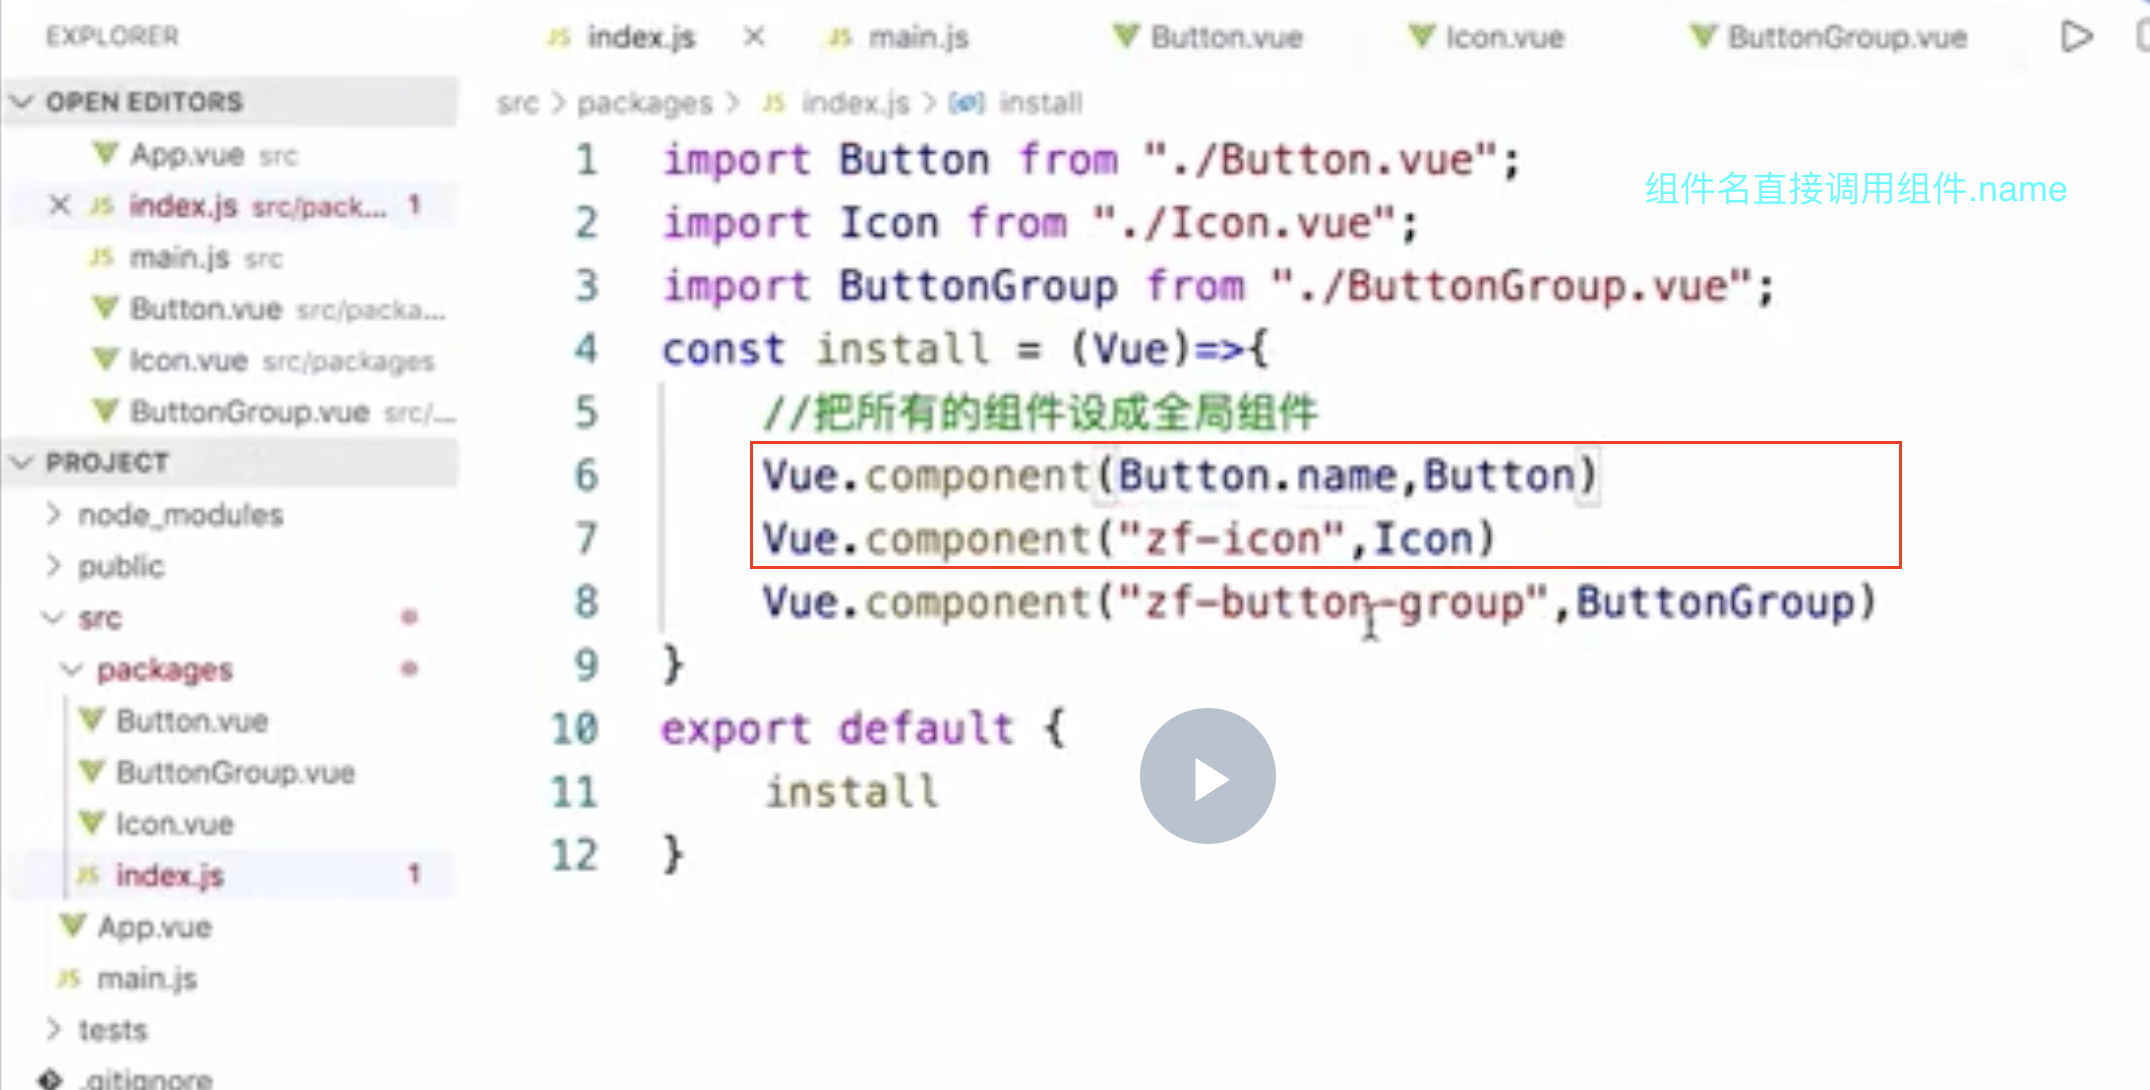 EXPLORER
OPEN EDITORS
App.vue src
index.js src/pack... 1
main.js src
Button.vue src/packa...
Icon.vue src/packages
ButtonGroup.vue src/...
PROJECT
node_modules
public
src
packages
Button.vue
ButtonGroup.vue
Icon.vue
JS index.js 1
App.vue
JS main.js
tests
.gitignore
JS index.js JS main.js Button.vue Icon.vue ButtonGroup.vue
src > packages > JS index.js > install
组件名直接调用组件.name
1 import Button from "./Button.vue";
2 import Icon from "./Icon.vue";
3 import ButtonGroup from "./ButtonGroup.vue";
4 const install = (Vue)=>{
5 //把所有的组件设成全局组件
6 Vue.component(Button.name,Button)
7 Vue.component("zf-icon",Icon)
8 Vue.component("zf-button-group",ButtonGroup)
9 }
10 export default {
11 install
12 }